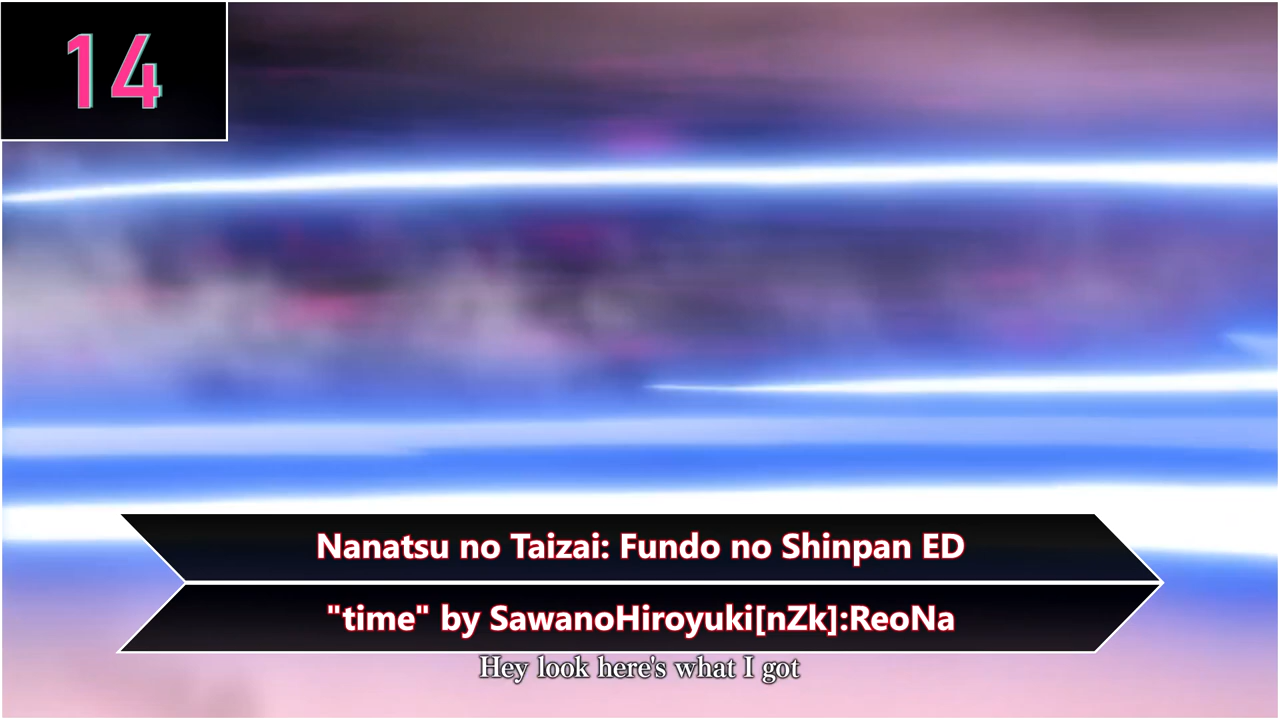 14
Nanatsu no Taizai: Fundo no Shinpan ED
"time" by SawanoHiroyuki[nZk]:ReoNa
Hey look here's what I got